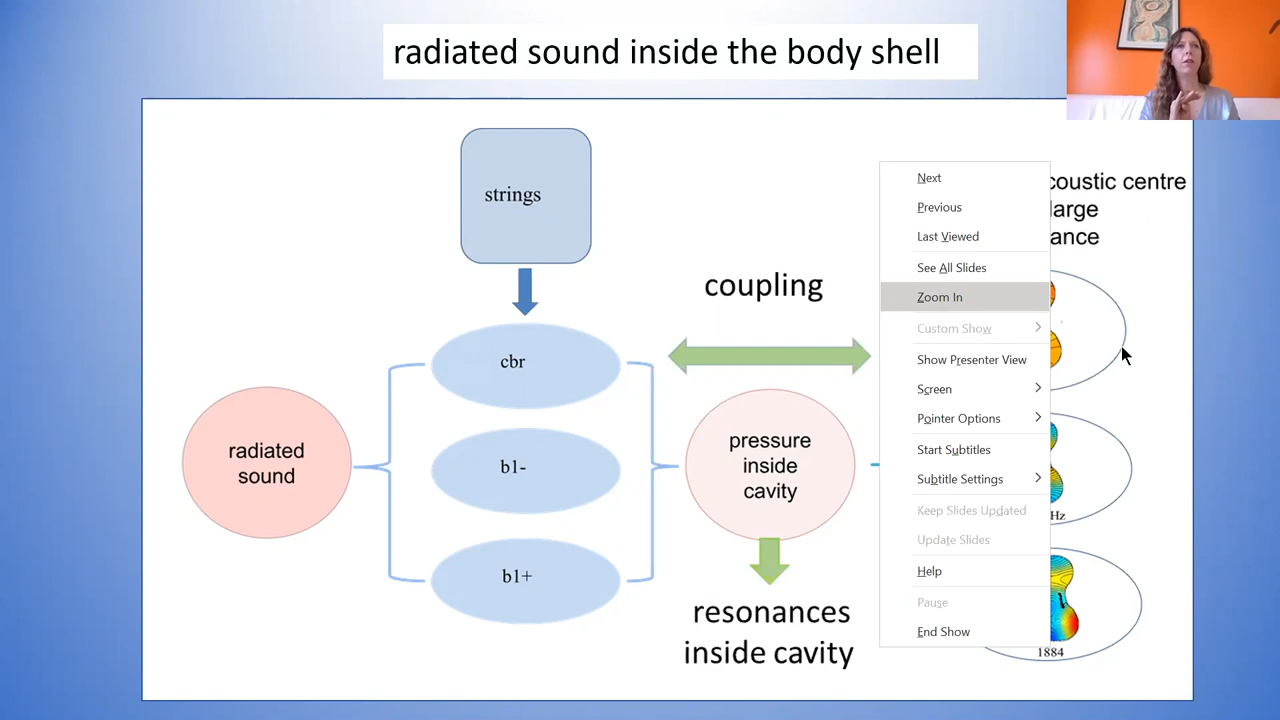 radiated sound inside the body shell
strings
coupling
cbr
radiated
sound
b1-
pressure
inside
cavity
b1+
resonances
inside cavity
Next
Previous
Last Viewed
See All Slides
Zoom In
Custom Show
Show Presenter View
Screen
Pointer Options
Start Subtitles
Subtitle Settings
Keep Slides Updated
Update Slides
Help
Pause
End Show
coustic centre
large
ance
Hz
1884